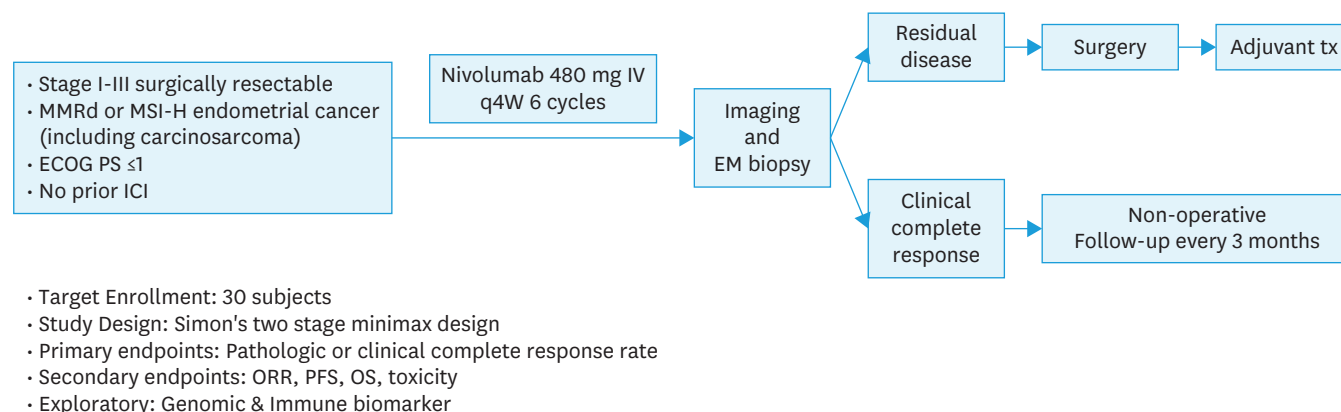 · Stage I-III surgically resectable
· MMRd or MSI-H endometrial cancer
(including carcinosarcoma)
· ECOG PS ≤1
· No prior ICI
Nivolumab 480 mg IV
q4W 6 cycles
Imaging
and
EM biopsy
Residual
disease
Surgery
Adjuvant tx
Clinical
complete
response
Non-operative
Follow-up every 3 months
· Target Enrollment: 30 subjects
· Study Design: Simon's two stage minimax design
· Primary endpoints: Pathologic or clinical complete response rate
· Secondary endpoints: ORR, PFS, OS, toxicity
· Exploratory: Genomic & Immune biomarker